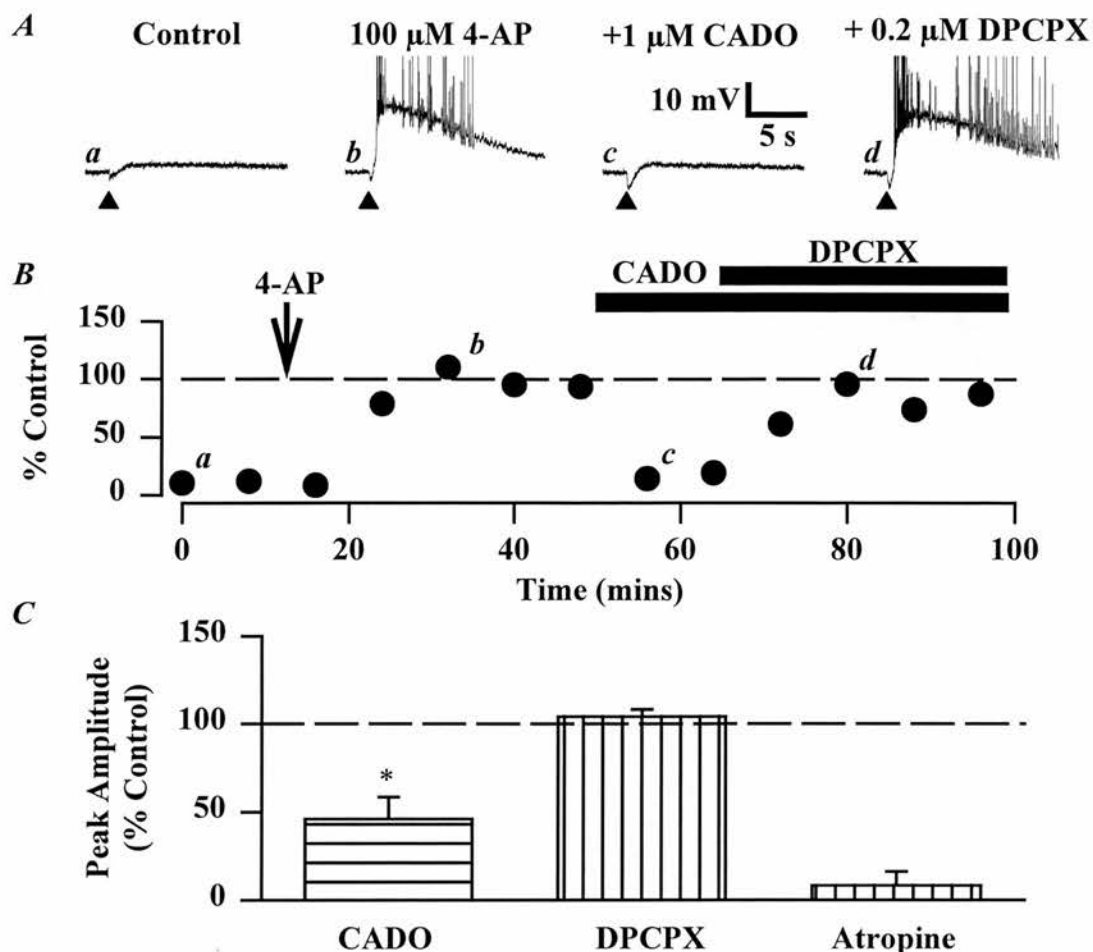 A
Control
100 μM 4-AP
+1 μM CADO
+ 0.2 μM DPCPX
10 mV
5 s
a
b
c
d
B
4-AP
CADO
DPCPX
150
100
50
0
% Control
a
b
c
d
0 20 40 60 80 100
Time (mins)
C
150
100
50
0
Peak Amplitude
(% Control)
*
CADO DPCPX Atropine